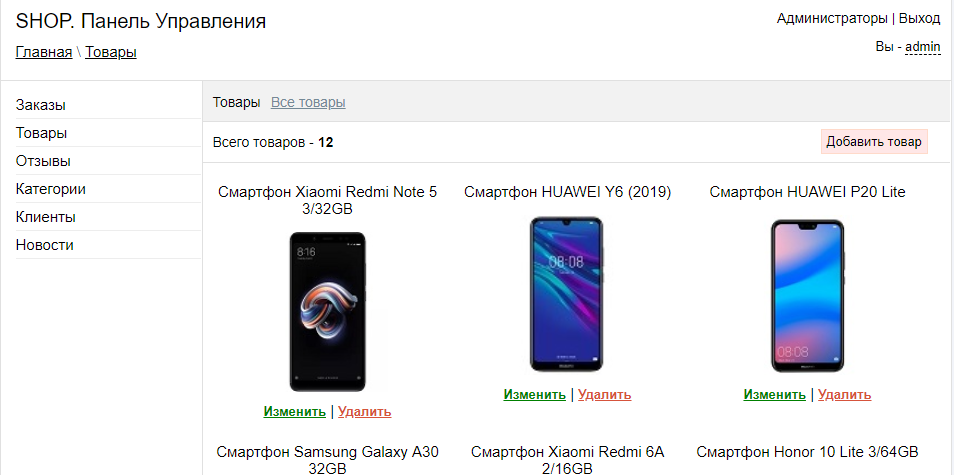 SHOP. Панель Управления
Администраторы | Выход
Главная \ Товары
Вы - admin
Заказы
Товары
Отзывы
Категории
Клиенты
Новости
Товары Все товары
Всего товаров - 12
Добавить товар
Смартфон Xiaomi Redmi Note 5
3/32GB
8:16
Изменить | Удалить
Смартфон HUAWEI Y6 (2019)
08:08
HUAWEI
Изменить | Удалить
Смартфон HUAWEI P20 Lite
08:08
HUAWEI
Изменить | Удалить
Смартфон Samsung Galaxy A30
32GB
Смартфон Xiaomi Redmi 6A
2/16GB
Смартфон Honor 10 Lite 3/64GB